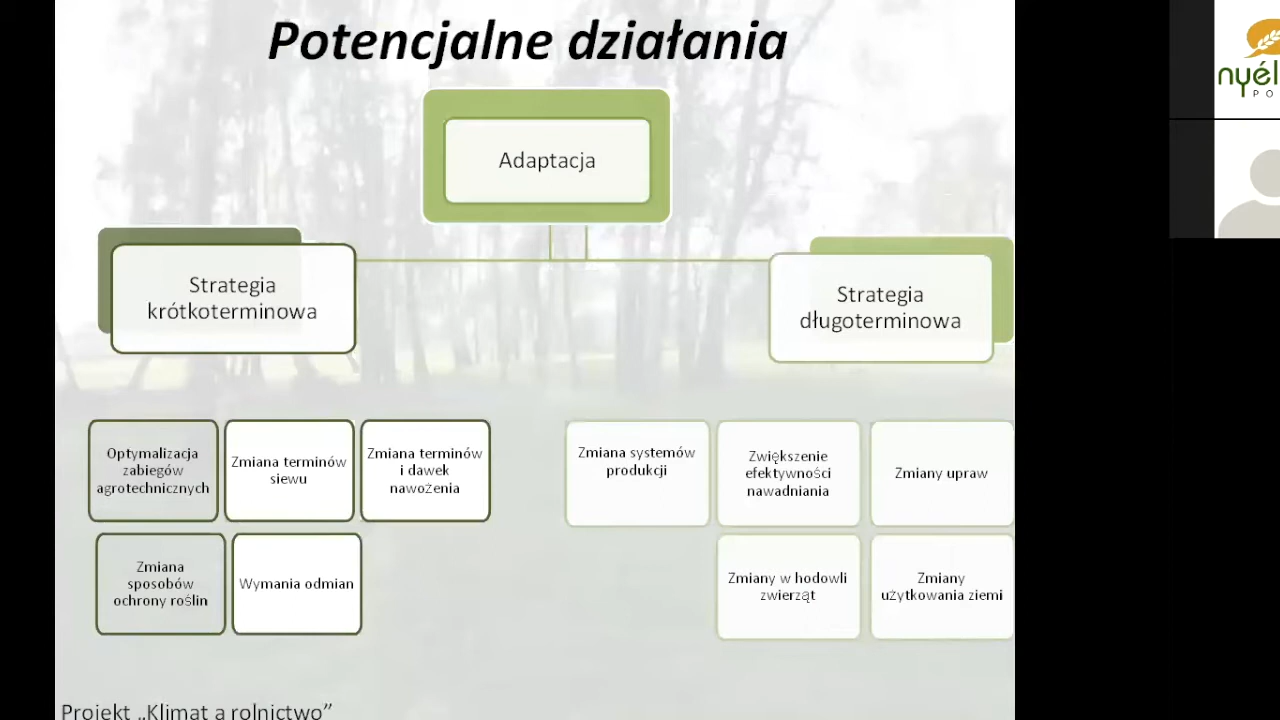 Potencjalne działania
Adaptacja
Strategia
krótkoterminowa
Strategia
długoterminowa
Optymalizacja
zabiegów
agrotechnicznych
Zmiana terminów
siewu
Zmiana terminów
i dawek
nawożenia
Zmiana systemów
produkcji
Zwiększenie
efektywności
nawadniania
Zmiany upraw
Zmiana
sposobów
ochrony roślin
Wymania odmian
Zmiany w hodowli
zwierząt
Zmiany
użytkowania ziemi
Projekt „Klimat a rolnictwo”
nyél
PO